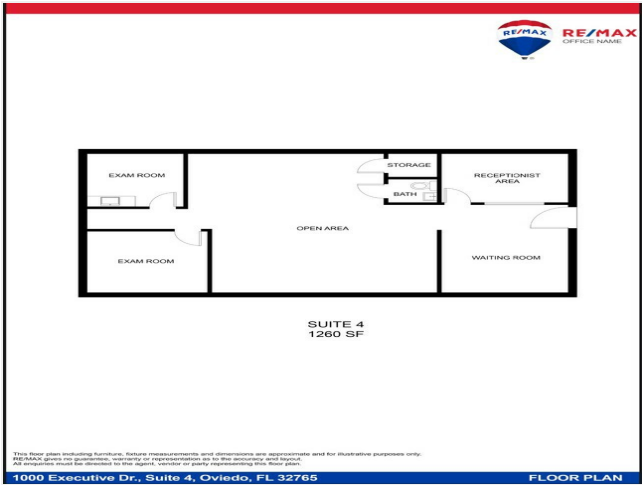 RE/MAX
RE/MAX
OFFICE NAME
EXAM ROOM
STORAGE
RECEPTIONIST
AREA
BATH
OPEN AREA
EXAM ROOM
WAITING ROOM
SUITE 4
1260 SF
This floor plan including furniture, fixture measurements and dimensions are approximate and for illustrative purposes only.
RE/MAX gives no guarantee, warranty or representation as to the accuracy and layout.
All enquiries must be directed to the agent, vendor or party representing this floor plan.
1000 Executive Dr., Suite 4, Oviedo, FL 32765
FLOOR PLAN